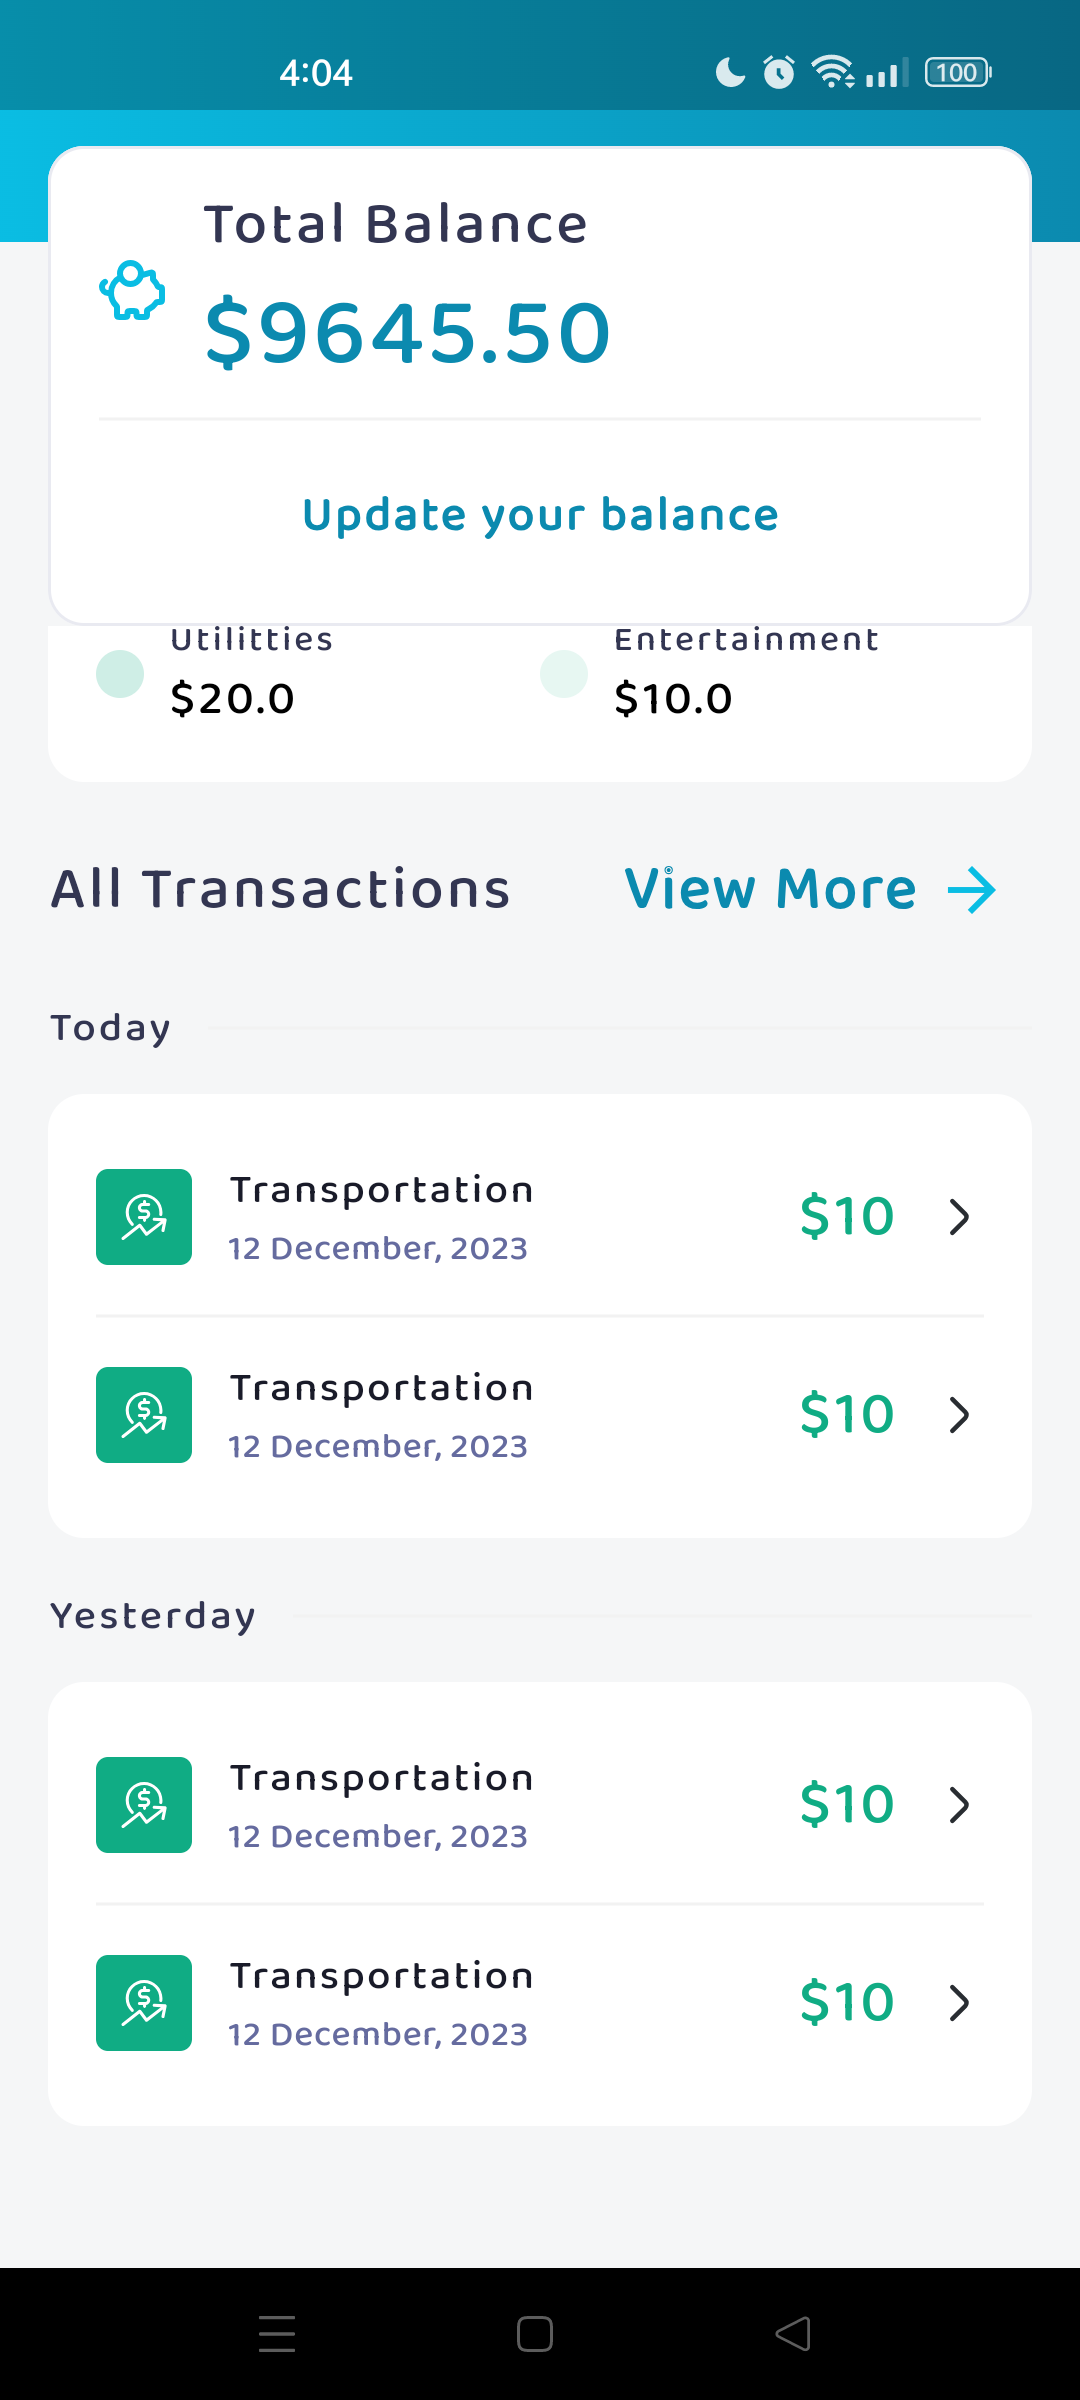 4:04
100
Total Balance
$9645.50
Update your balance
Utilitties
Entertainment
$20.0
$10.0
All Transactions
View More
Today
Transportation
$10
12 December, 2023
Transportation
$10
12 December, 2023
Yesterday
Transportation
$10
12 December, 2023
Transportation
$10
12 December, 2023